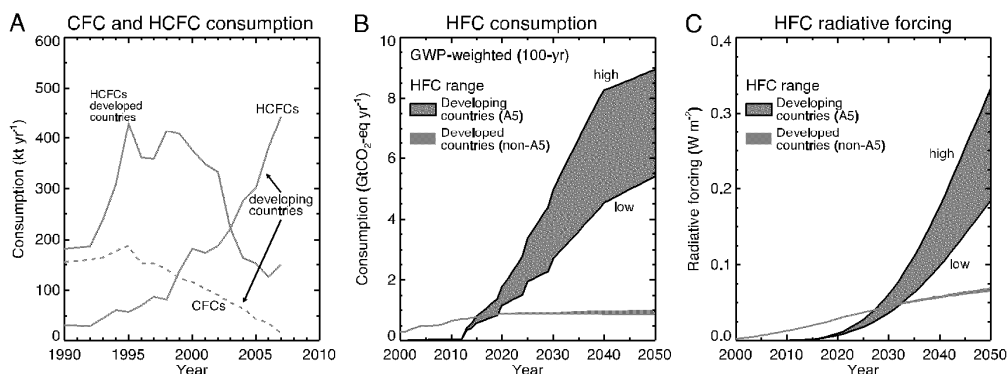 A CFC and HCFC consumption
600
500
400
300
200
100
0
Consumption (kt yr⁻¹)
HCFCs
developed
countries
HCFCs
developing
countries
CFCs
1990 1995 2000 2005 2010
Year
B HFC consumption
10
8
6
4
2
0
Consumption (GtCO₂-eq yr⁻¹)
GWP-weighted (100-yr)
HFC range
Developing
countries (A5)
Developed
countries (non-A5)
high
low
2000 2010 2020 2030 2040 2050
Year
C HFC radiative forcing
0.4
0.3
0.2
0.1
0.0
Radiative forcing (W m⁻²)
HFC range
Developing
countries (A5)
Developed
countries (non-A5)
high
low
2000 2010 2020 2030 2040 2050
Year